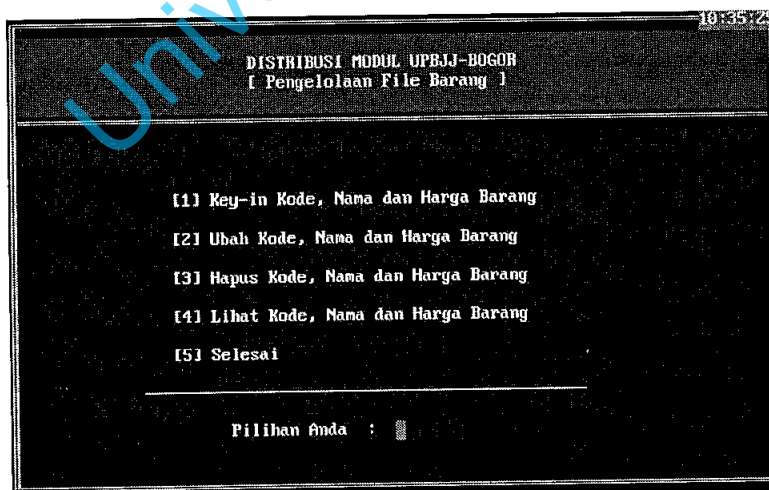 10:35:25
DISTRIBUSI MODUL UPBJJ-BOGOR
[ Pengelolaan File Barang ]
[1] Key-in Kode, Nama dan Harga Barang
[2] Ubah Kode, Nama dan Harga Barang
[3] Hapus Kode, Nama dan Harga Barang
[4] Lihat Kode, Nama dan Harga Barang
[5] Selesai
Pilihan Anda :